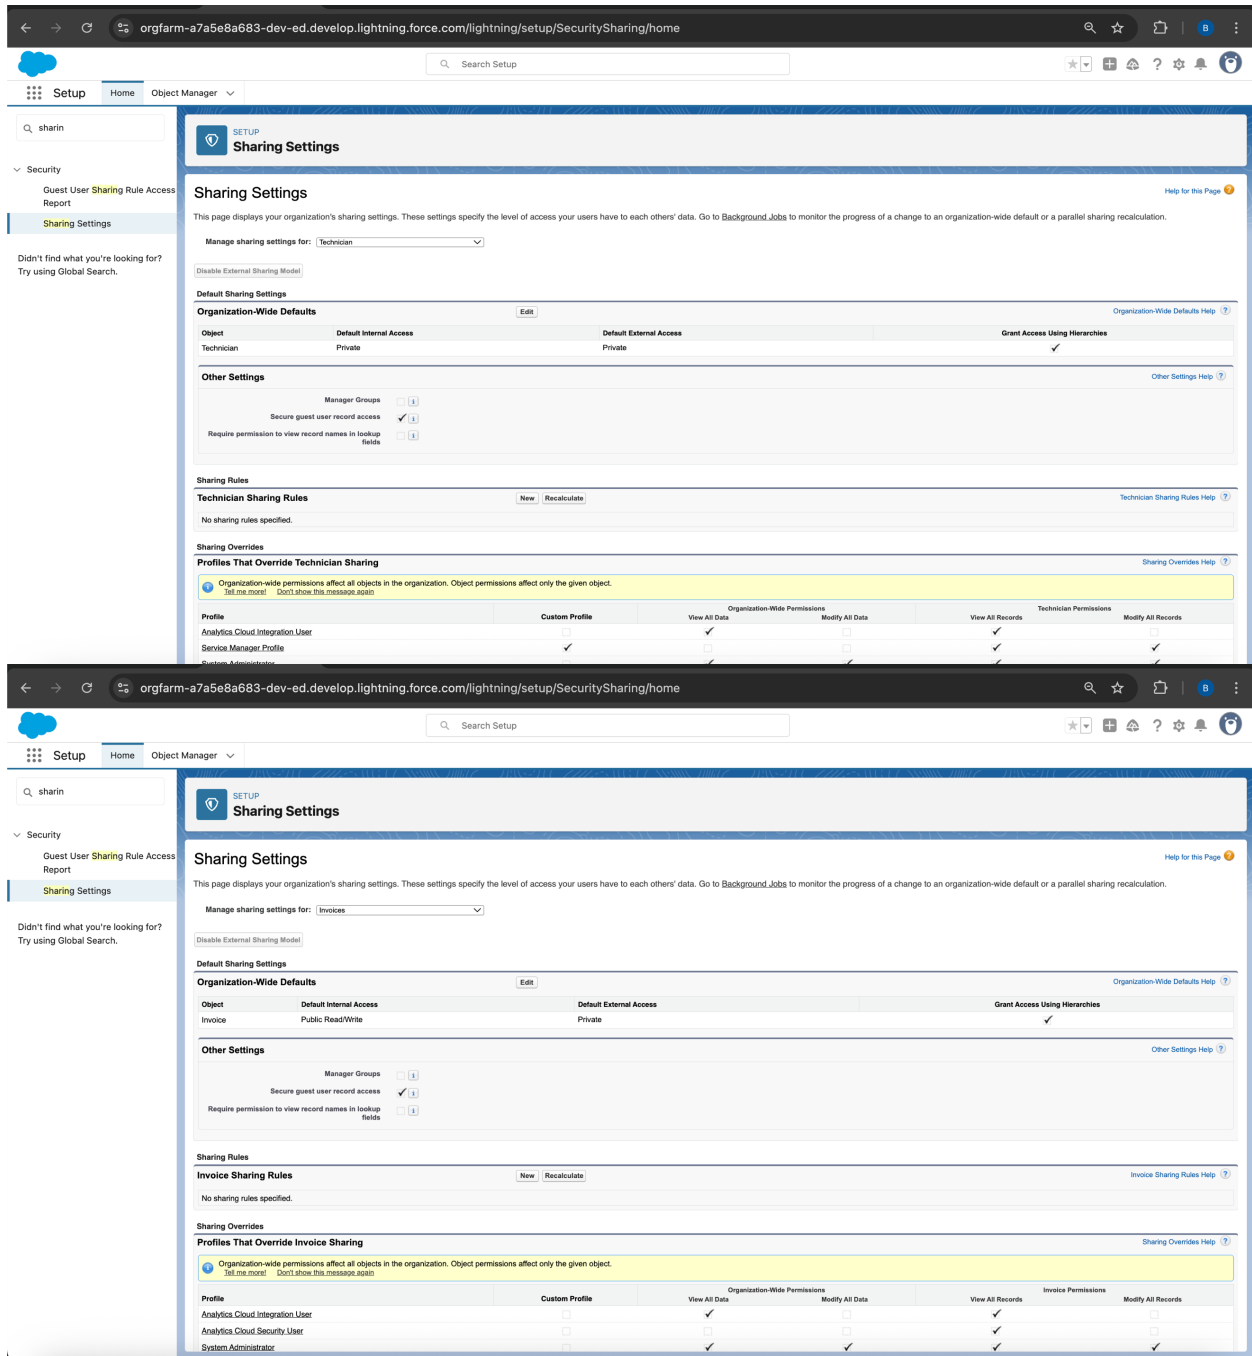 orgfarm-a7a5e8a683-dev-ed.develop.lightning.force.com/lightning/setup/SecuritySharing/home
B
Search Setup
Setup Home Object Manager
sharin
SETUP
Sharing Settings
Security
Guest User Sharing Rule Access
Report
Sharing Settings
Didn't find what you're looking for?
Try using Global Search.
Sharing Settings
Help for this Page
This page displays your organization's sharing settings. These settings specify the level of access your users have to each others' data. Go to Background Jobs to monitor the progress of a change to an organization-wide default or a parallel sharing recalculation.
Manage sharing settings for: Technician
Disable External Sharing Model
Default Sharing Settings
Organization-Wide Defaults Edit Organization-Wide Defaults Help ?
Object Default Internal Access Default External Access Grant Access Using Hierarchies
Technician Private Private
Other Settings Other Settings Help ?
Manager Groups i
Secure guest user record access i
Require permission to view record names in lookup i
fields
Sharing Rules
Technician Sharing Rules New Recalculate Technician Sharing Rules Help ?
No sharing rules specified.
Sharing Overrides
Profiles That Override Technician Sharing Sharing Overrides Help ?
Organization-wide permissions affect all objects in the organization. Object permissions affect only the given object.
Tell me more! Don't show this message again
Organization-Wide Permissions Technician Permissions
Profile Custom Profile View All Data Modify All Data View All Records Modify All Records
Analytics Cloud Integration User
Service Manager Profile
System Administrator
orgfarm-a7a5e8a683-dev-ed.develop.lightning.force.com/lightning/setup/SecuritySharing/home
B
Search Setup
Setup Home Object Manager
sharin
SETUP
Sharing Settings
Security
Guest User Sharing Rule Access
Report
Sharing Settings
Didn't find what you're looking for?
Try using Global Search.
Sharing Settings
Help for this Page
This page displays your organization's sharing settings. These settings specify the level of access your users have to each others' data. Go to Background Jobs to monitor the progress of a change to an organization-wide default or a parallel sharing recalculation.
Manage sharing settings for: Invoices
Disable External Sharing Model
Default Sharing Settings
Organization-Wide Defaults Edit Organization-Wide Defaults Help ?
Object Default Internal Access Default External Access Grant Access Using Hierarchies
Invoice Public Read/Write Private
Other Settings Other Settings Help ?
Manager Groups i
Secure guest user record access i
Require permission to view record names in lookup i
fields
Sharing Rules
Invoice Sharing Rules New Recalculate Invoice Sharing Rules Help ?
No sharing rules specified.
Sharing Overrides
Profiles That Override Invoice Sharing Sharing Overrides Help ?
Organization-wide permissions affect all objects in the organization. Object permissions affect only the given object.
Tell me more! Don't show this message again
Organization-Wide Permissions Invoice Permissions
Profile Custom Profile View All Data Modify All Data View All Records Modify All Records
Analytics Cloud Integration User
Analytics Cloud Security User
System Administrator